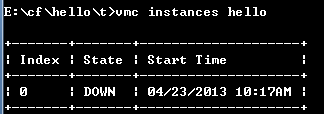 E:\cf\hello\t>vmc instances hello
+-------+-------+--------------------+
| Index | State | Start Time         |
+-------+-------+--------------------+
| 0     | DOWN  | 04/23/2013 10:17AM |
+-------+-------+--------------------+